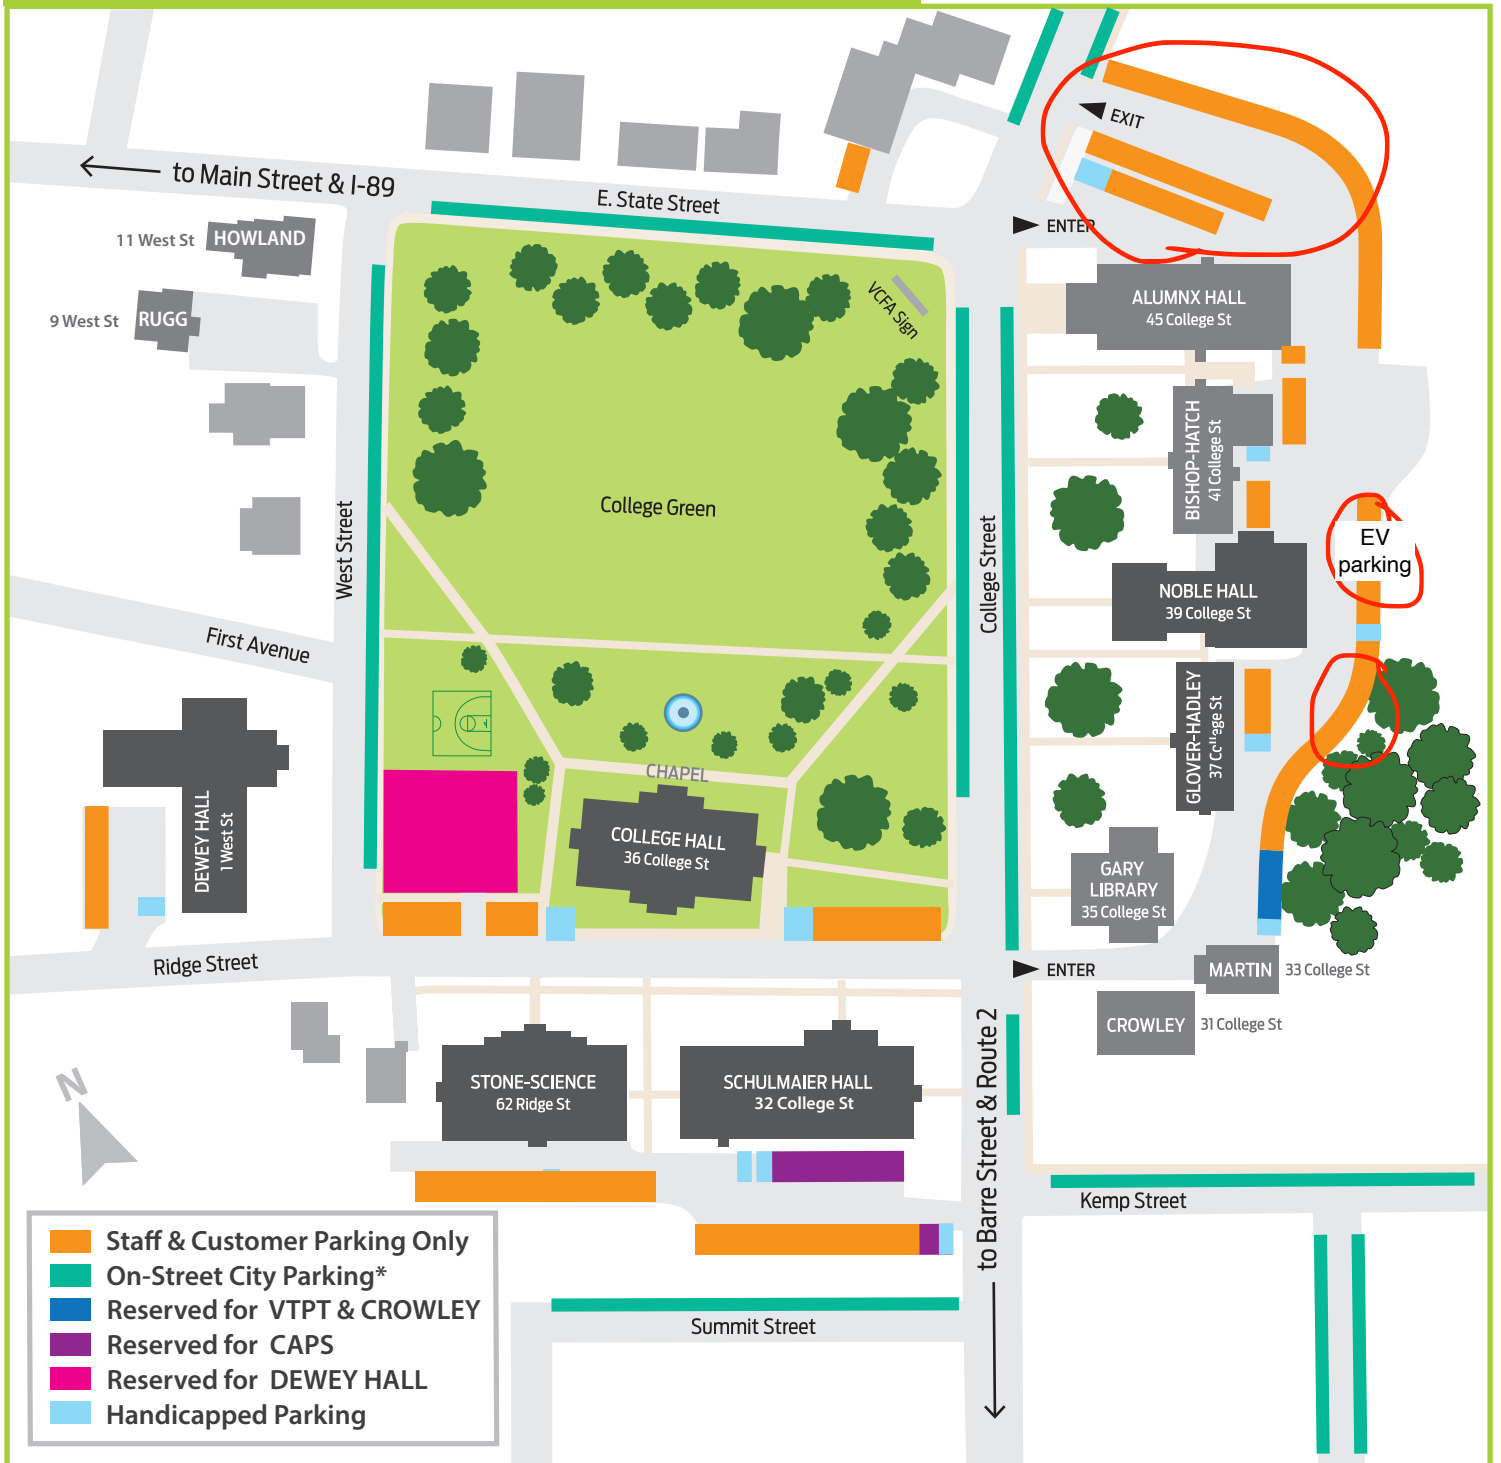 EXIT
to Main Street & I-89
E. State Street
ENTER
11 West St
HOWLAND
9 West St
RUGG
VCFA Sign
ALUMNX HALL
45 College St
BISHOP-HATCH
41 College St
College Green
West Street
College Street
EV
parking
NOBLE HALL
39 College St
First Avenue
GLOVER-HADLEY
37 College St
CHAPEL
COLLEGE HALL
36 College St
DEWEY HALL
1 West St
GARY
LIBRARY
35 College St
Ridge Street
ENTER
MARTIN
33 College St
CROWLEY
31 College St
N
STONE-SCIENCE
62 Ridge St
SCHULMAIER HALL
32 College St
to Barre Street & Route 2
Kemp Street
Summit Street
Staff & Customer Parking Only
On-Street City Parking*
Reserved for VTPT & CROWLEY
Reserved for CAPS
Reserved for DEWEY HALL
Handicapped Parking